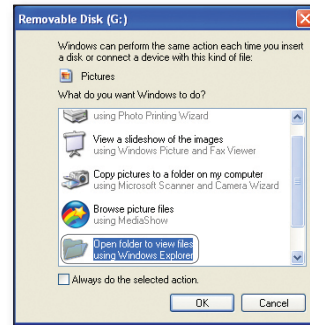 Removable Disk (G:)
Windows can perform the same action each time you insert
a disk or connect a device with this kind of file:
Pictures
What do you want Windows to do?
using Photo Printing Wizard
View a slideshow of the images
using Windows Picture and Fax Viewer
Copy pictures to a folder on my computer
using Microsoft Scanner and Camera Wizard
Browse picture files
using MediaShow
Open folder to view files
using Windows Explorer
Always do the selected action.
OK
Cancel